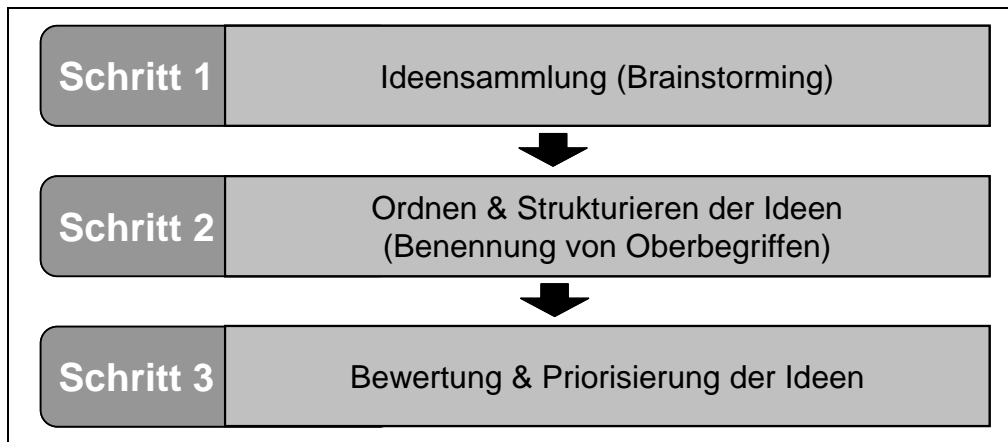 Schritt 1
Ideensammlung (Brainstorming)
Schritt 2
Ordnen & Strukturieren der Ideen
(Benennung von Oberbegriffen)
Schritt 3
Bewertung & Priorisierung der Ideen